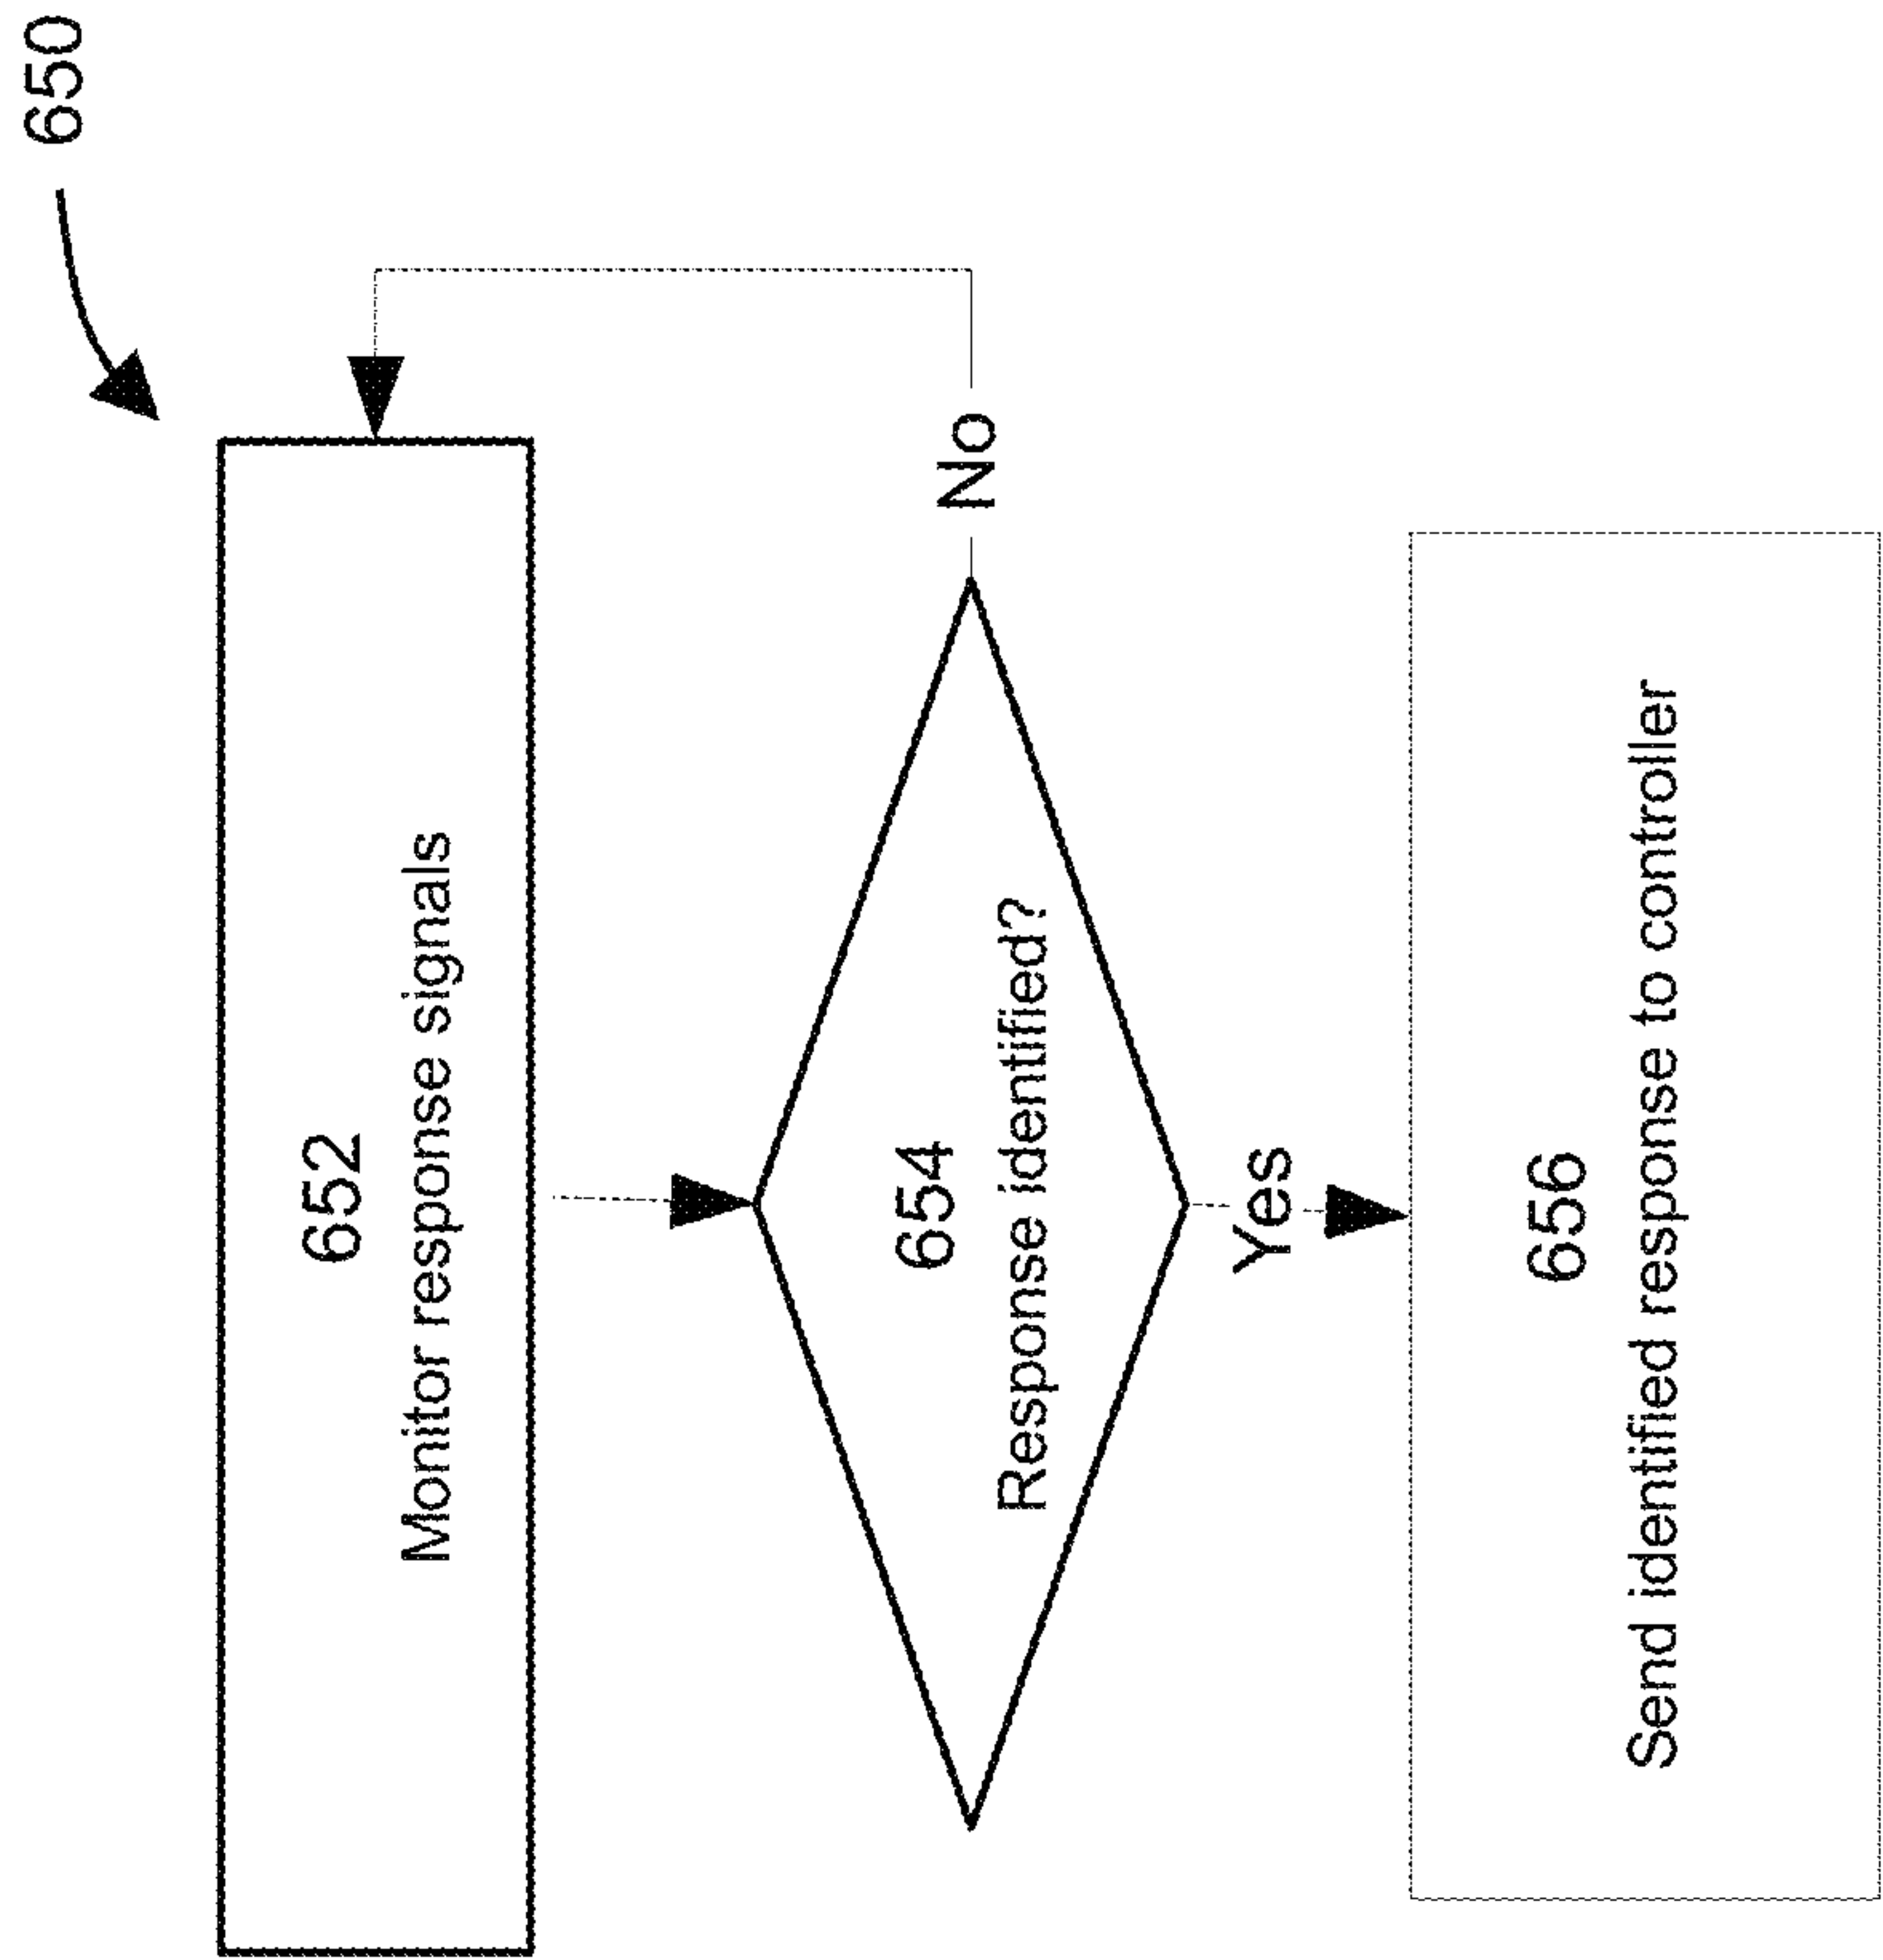 650
652
Monitor response signals
654
Response identified?
No
Yes
656
Send identified response to controller